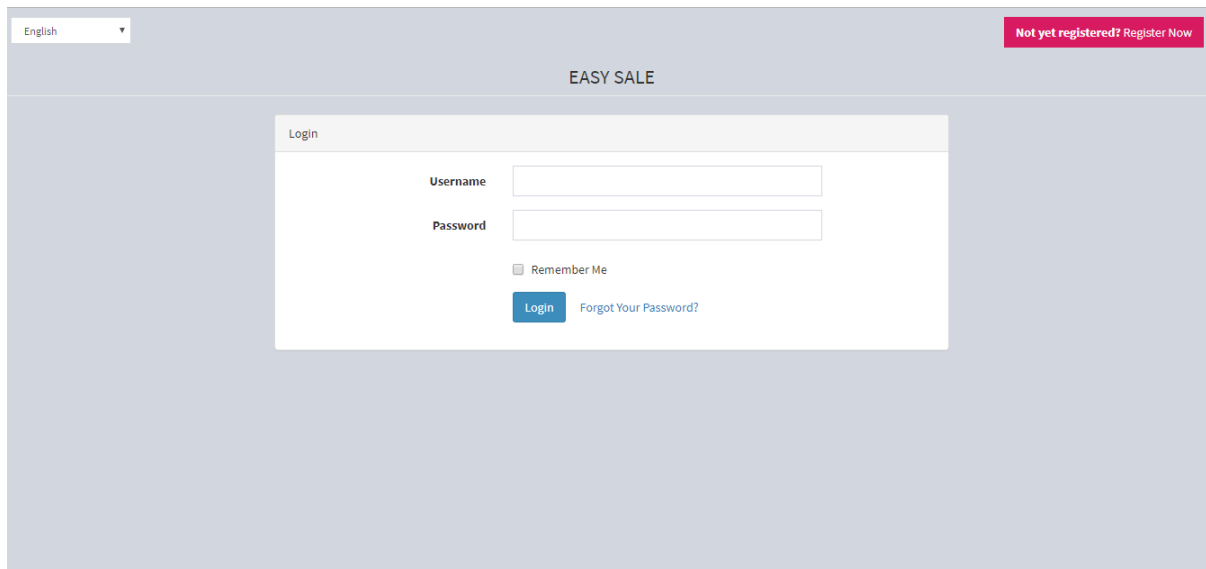 English
Not yet registered? Register Now
EASY SALE
Login
Username
Password
Remember Me
Login Forgot Your Password?